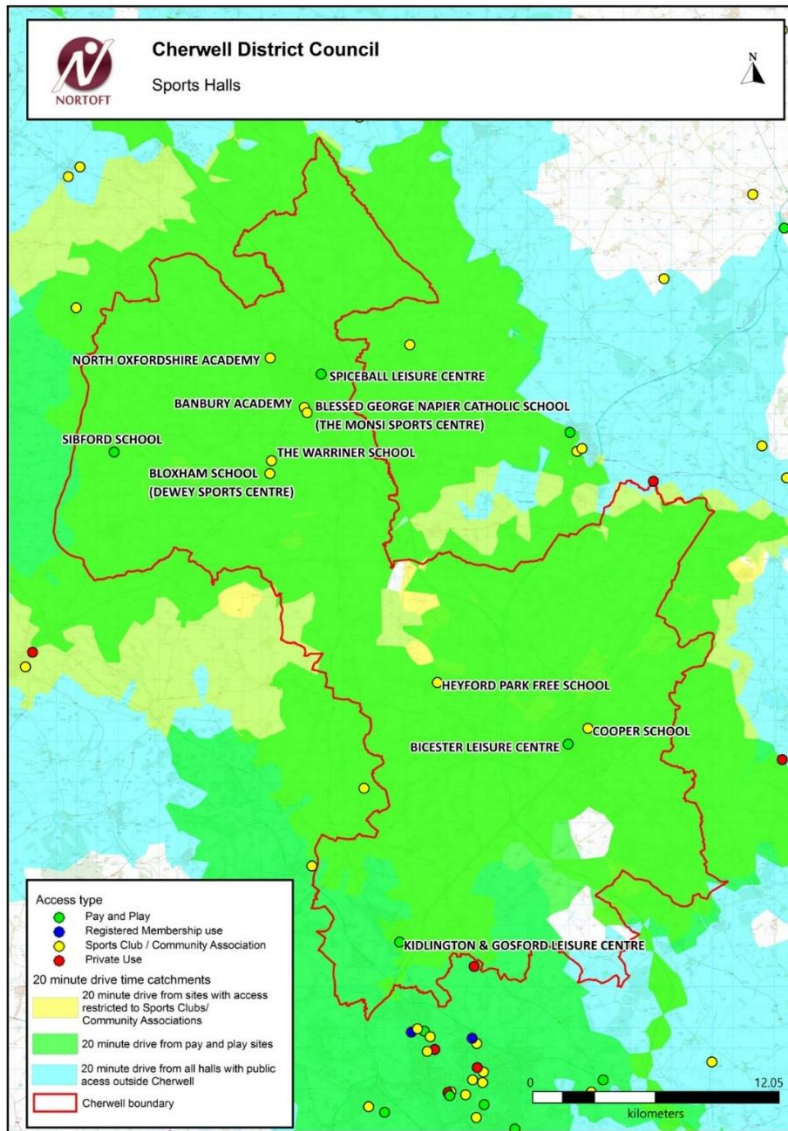 Cherwell District Council
Sports Halls
NORTOFT
N
NORTH OXFORDSHIRE ACADEMY
SPICEBALL LEISURE CENTRE
BANBURY ACADEMY
BLESSED GEORGE NAPIER CATHOLIC SCHOOL
(THE MONSI SPORTS CENTRE)
SIBFORD SCHOOL
THE WARRINER SCHOOL
BLOXHAM SCHOOL
(DEWEY SPORTS CENTRE)
HEYFORD PARK FREE SCHOOL
COOPER SCHOOL
BICESTER LEISURE CENTRE
KIDLINGTON & GOSFORD LEISURE CENTRE
Access type
Pay and Play
Registered Membership use
Sports Club / Community Association
Private Use
20 minute drive time catchments
20 minute drive from sites with access
restricted to Sports Clubs/
Community Associations
20 minute drive from pay and play sites
20 minute drive from all halls with public
acess outside Cherwell
Cherwell boundary
0 12.05
kilometers